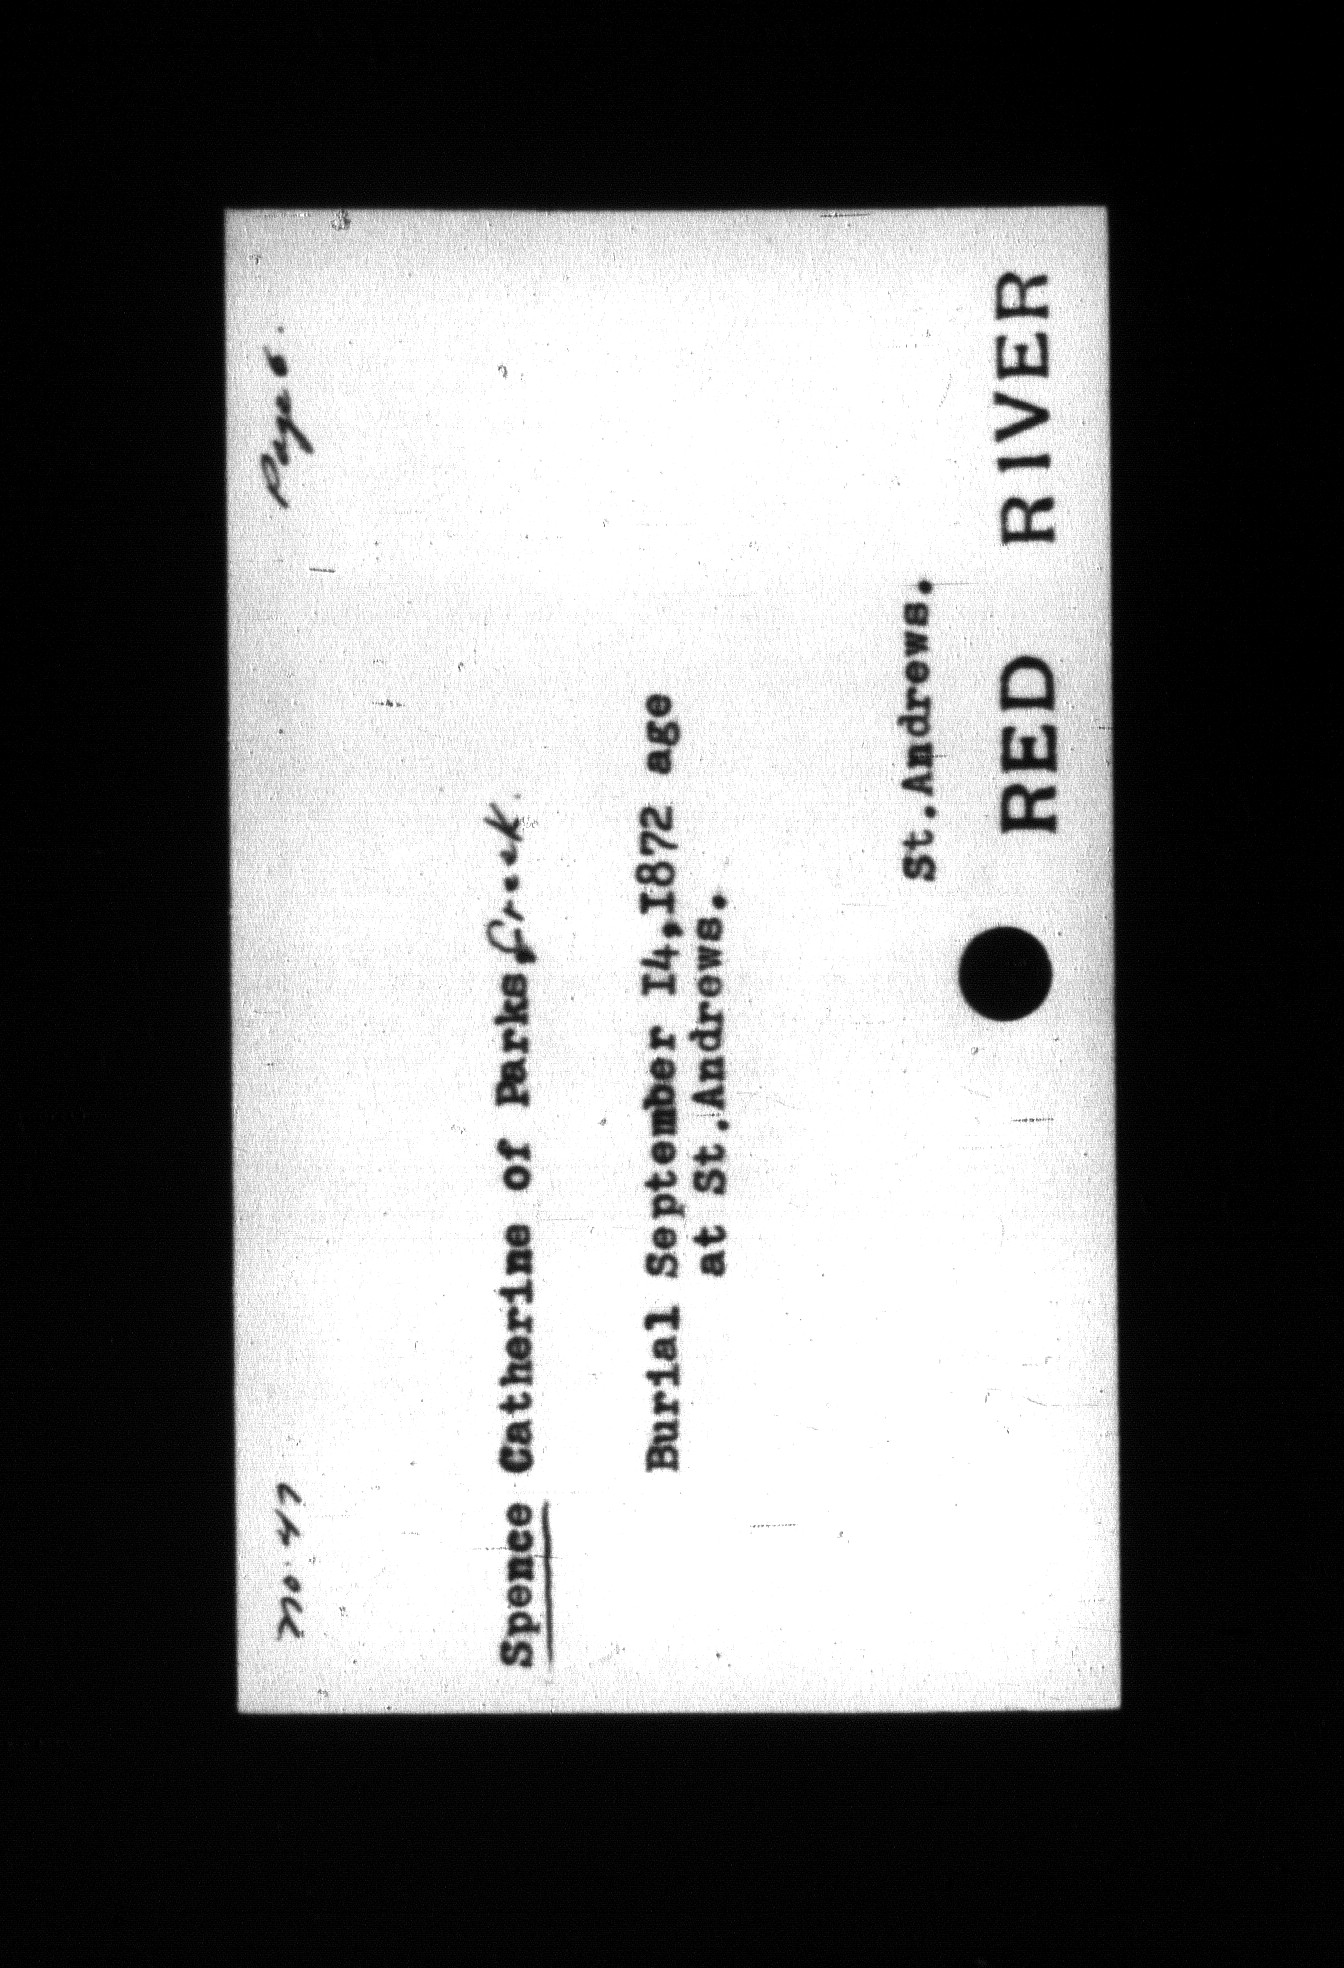 no. 47
Page 6.
Spence Catherine of Parks, Creek.
Burial September I4,I872 age
at St.Andrews.
St.Andrews.
RED RIVER